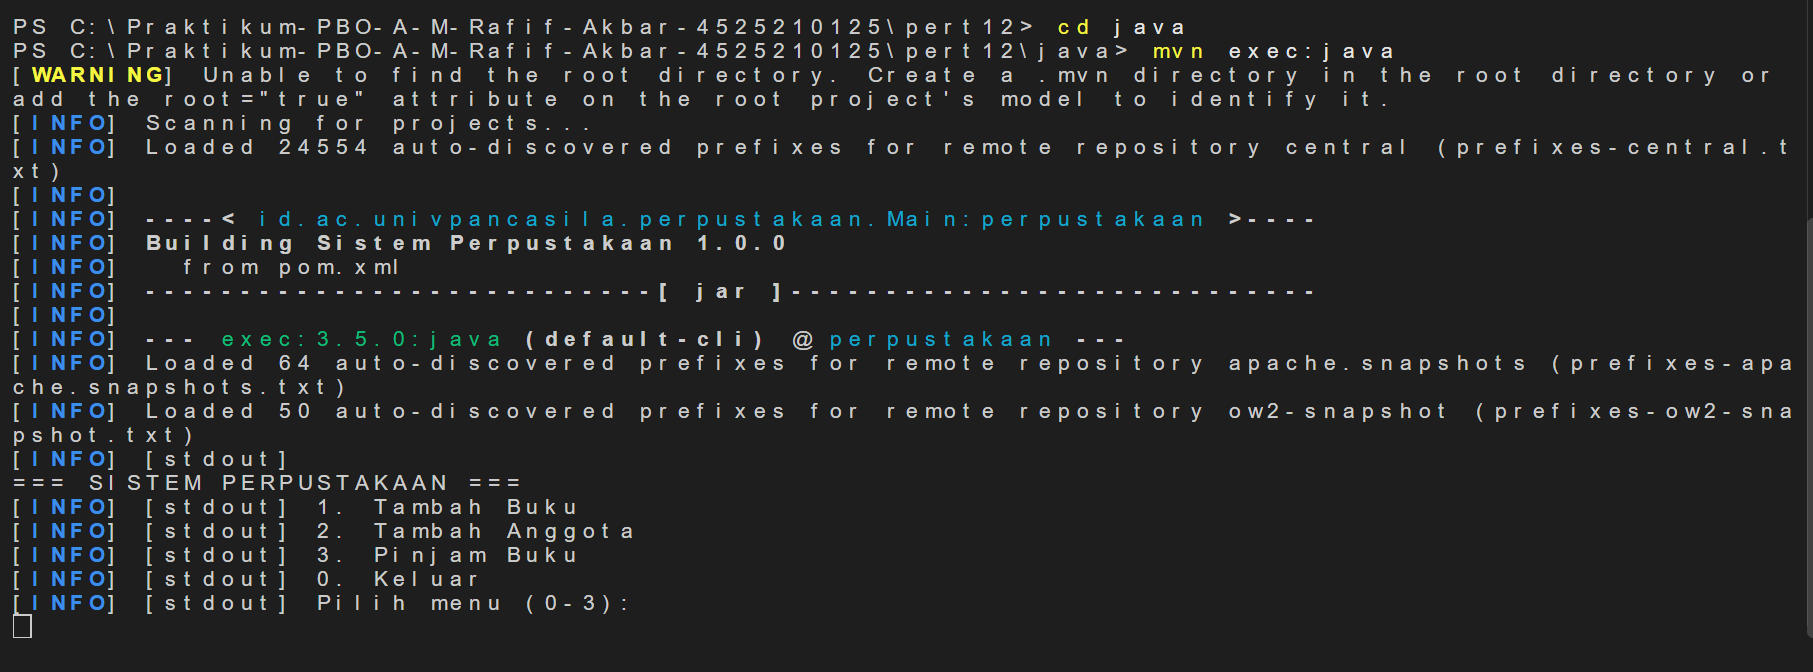 PS C:\Praktikum-PBO-A-M-Rafif-Akbar-4525210125\pert12> cd java
PS C:\Praktikum-PBO-A-M-Rafif-Akbar-4525210125\pert12\java> mvn exec:java
[WARNING] Unable to find the root directory. Create a .mvn directory in the root directory or
add the root="true" attribute on the root project's model to identify it.
[INFO] Scanning for projects...
[INFO] Loaded 24554 auto-discovered prefixes for remote repository central (prefixes-central.t
xt)
[INFO]
[INFO] ----< id.ac.univpancasila.perpustakaan.Main:perpustakaan >----
[INFO] Building Sistem Perpustakaan 1.0.0
[INFO]   from pom.xml
[INFO] ---------------------------[ jar ]----------------------------
[INFO]
[INFO] --- exec:3.5.0:java (default-cli) @ perpustakaan ---
[INFO] Loaded 64 auto-discovered prefixes for remote repository apache.snapshots (prefixes-apa
che.snapshots.txt)
[INFO] Loaded 50 auto-discovered prefixes for remote repository ow2-snapshot (prefixes-ow2-sna
pshot.txt)
[INFO] [stdout]
=== SISTEM PERPUSTAKAAN ===
[INFO] [stdout] 1. Tambah Buku
[INFO] [stdout] 2. Tambah Anggota
[INFO] [stdout] 3. Pinjam Buku
[INFO] [stdout] 0. Keluar
[INFO] [stdout] Pilih menu (0-3):